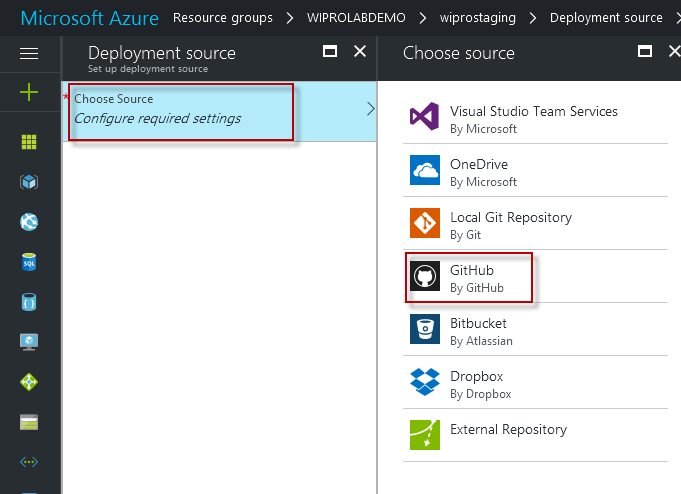 Microsoft Azure Resource groups > WIPROLABDEMO > wiprostaging > Deployment source >
Deployment source
Set up deployment source
* Choose Source
Configure required settings
Choose source
Visual Studio Team Services
By Microsoft
OneDrive
By Microsoft
Local Git Repository
By Git
GitHub
By GitHub
Bitbucket
By Atlassian
Dropbox
By Dropbox
External Repository
SQL